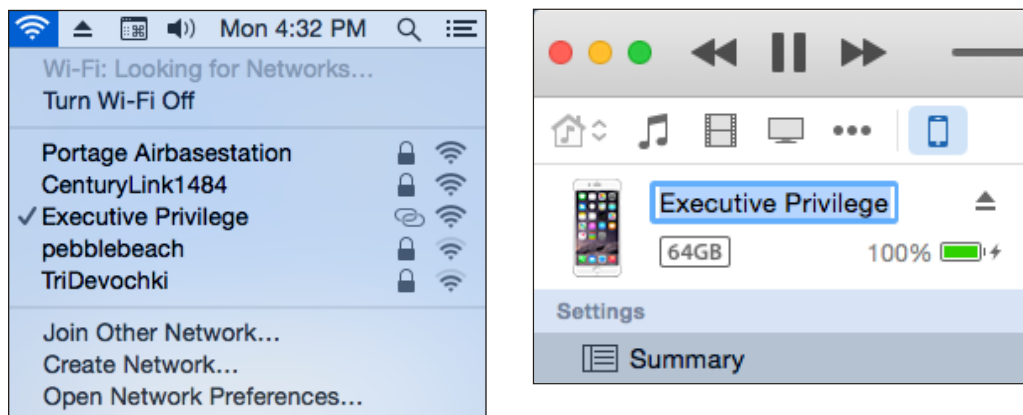 Mon 4:32 PM
Wi-Fi: Looking for Networks...
Turn Wi-Fi Off
Portage Airbasestation
CenturyLink1484
Executive Privilege
pebblebeach
TriDevochki
Join Other Network...
Create Network...
Open Network Preferences...
Executive Privilege
64GB 100%
Settings
Summary